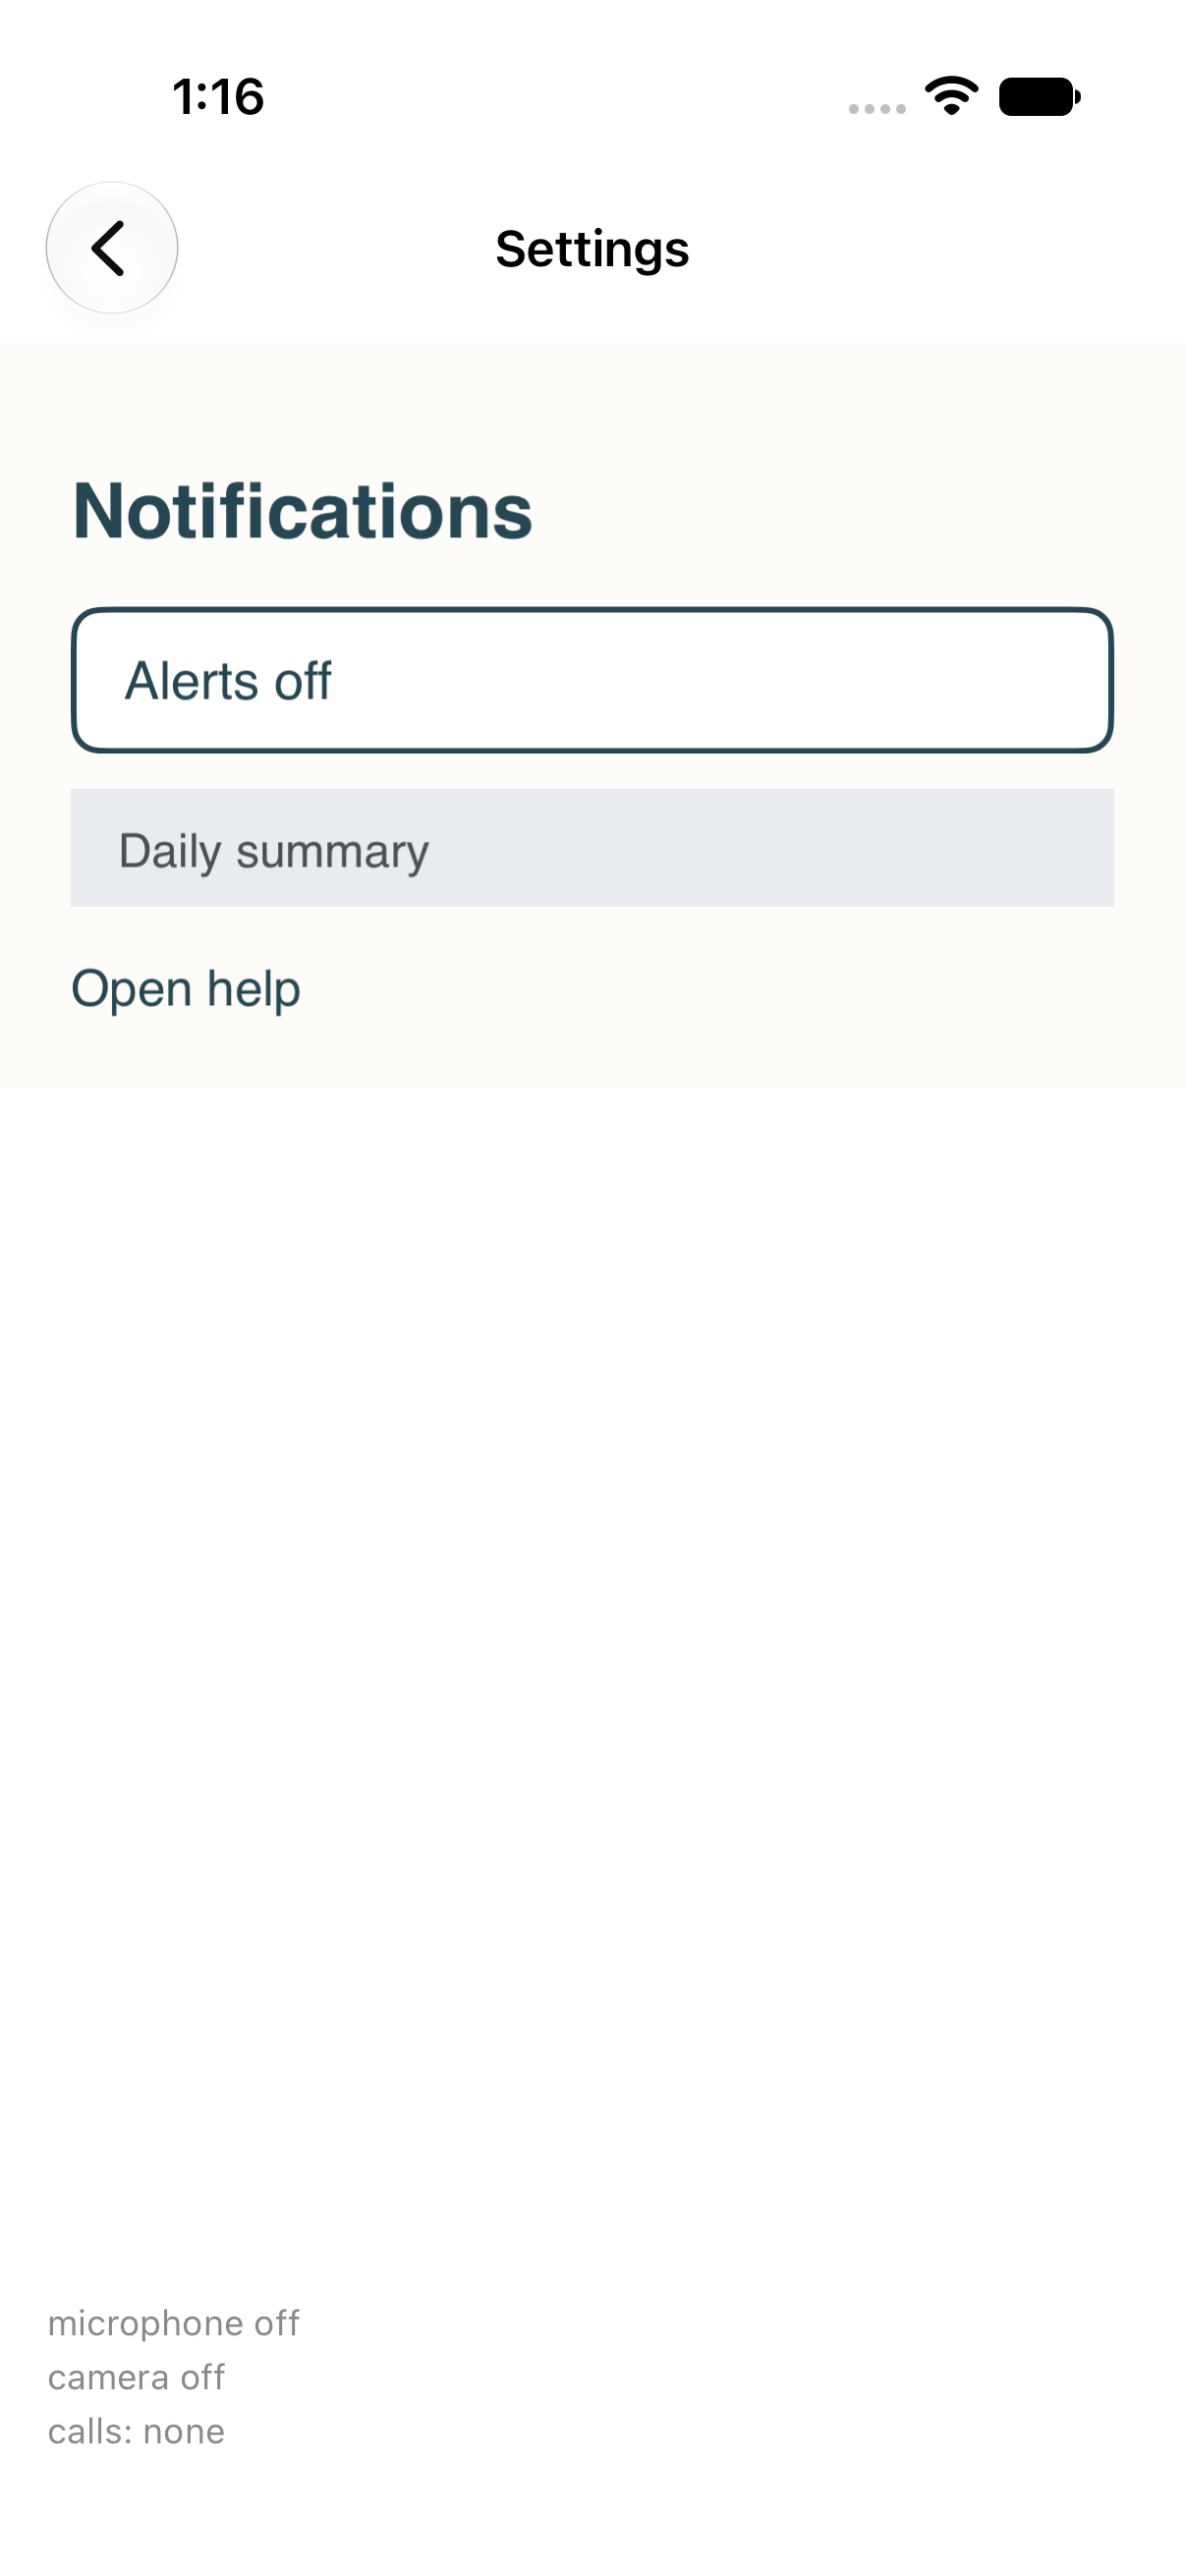 1:16
Settings
Notifications
Alerts off
Daily summary
Open help
microphone off
camera off
calls: none